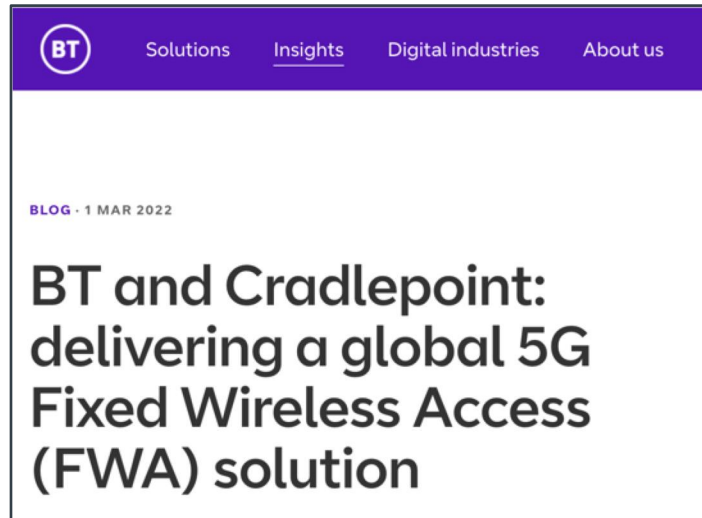 BT Solutions Insights Digital industries About us
BLOG · 1 MAR 2022
BT and Cradlepoint:
delivering a global 5G
Fixed Wireless Access
(FWA) solution